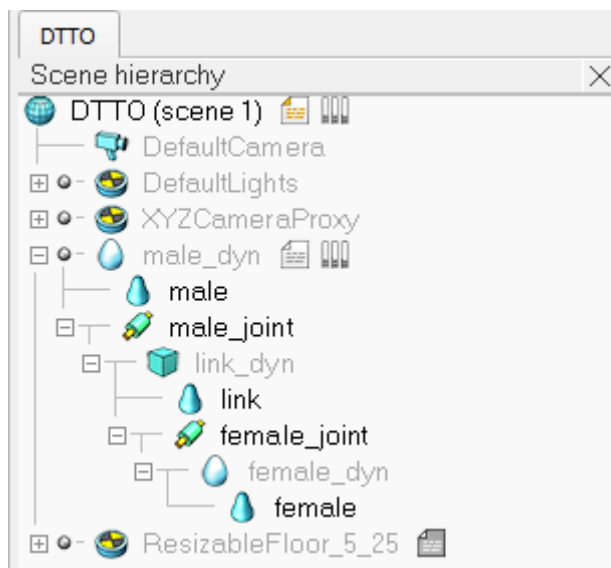 DTTO
Scene hierarchy
DTTO (scene 1)
DefaultCamera
DefaultLights
XYZCameraProxy
male_dyn
male
male_joint
link_dyn
link
female_joint
female_dyn
female
ResizableFloor_5_25